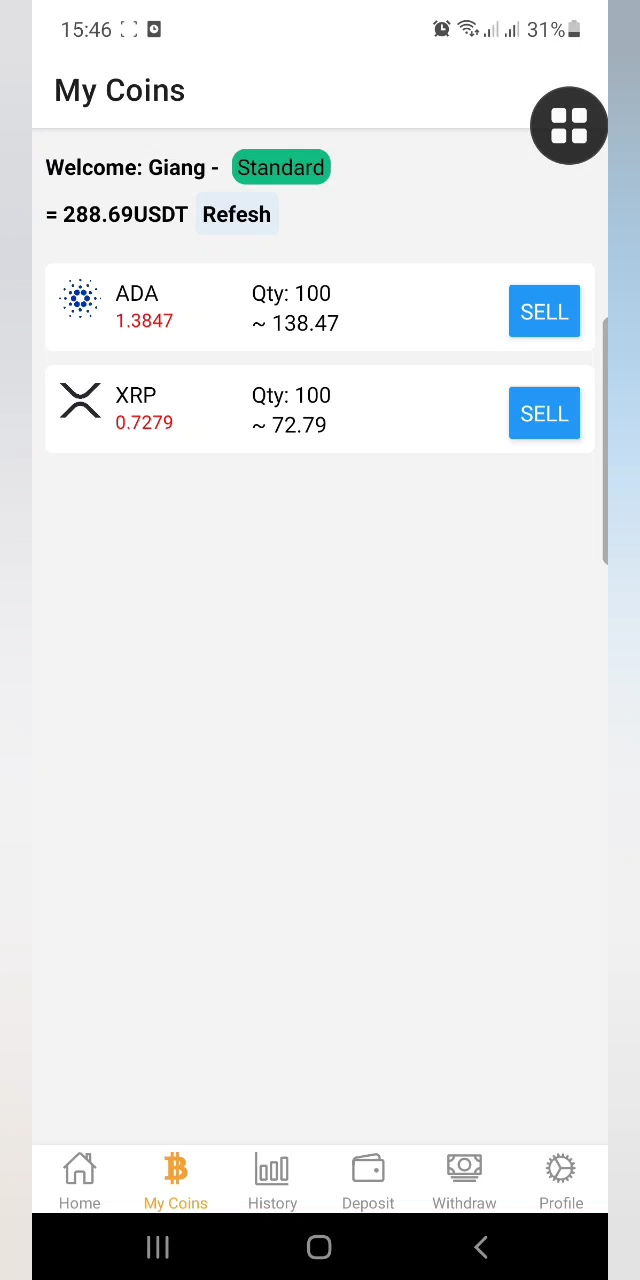 15:46 31%
My Coins
Welcome: Giang - Standard
= 288.69USDT Refesh
ADA Qty: 100
1.3847 ~ 138.47 SELL
XRP Qty: 100
0.7279 ~ 72.79 SELL
Home My Coins History Deposit Withdraw Profile